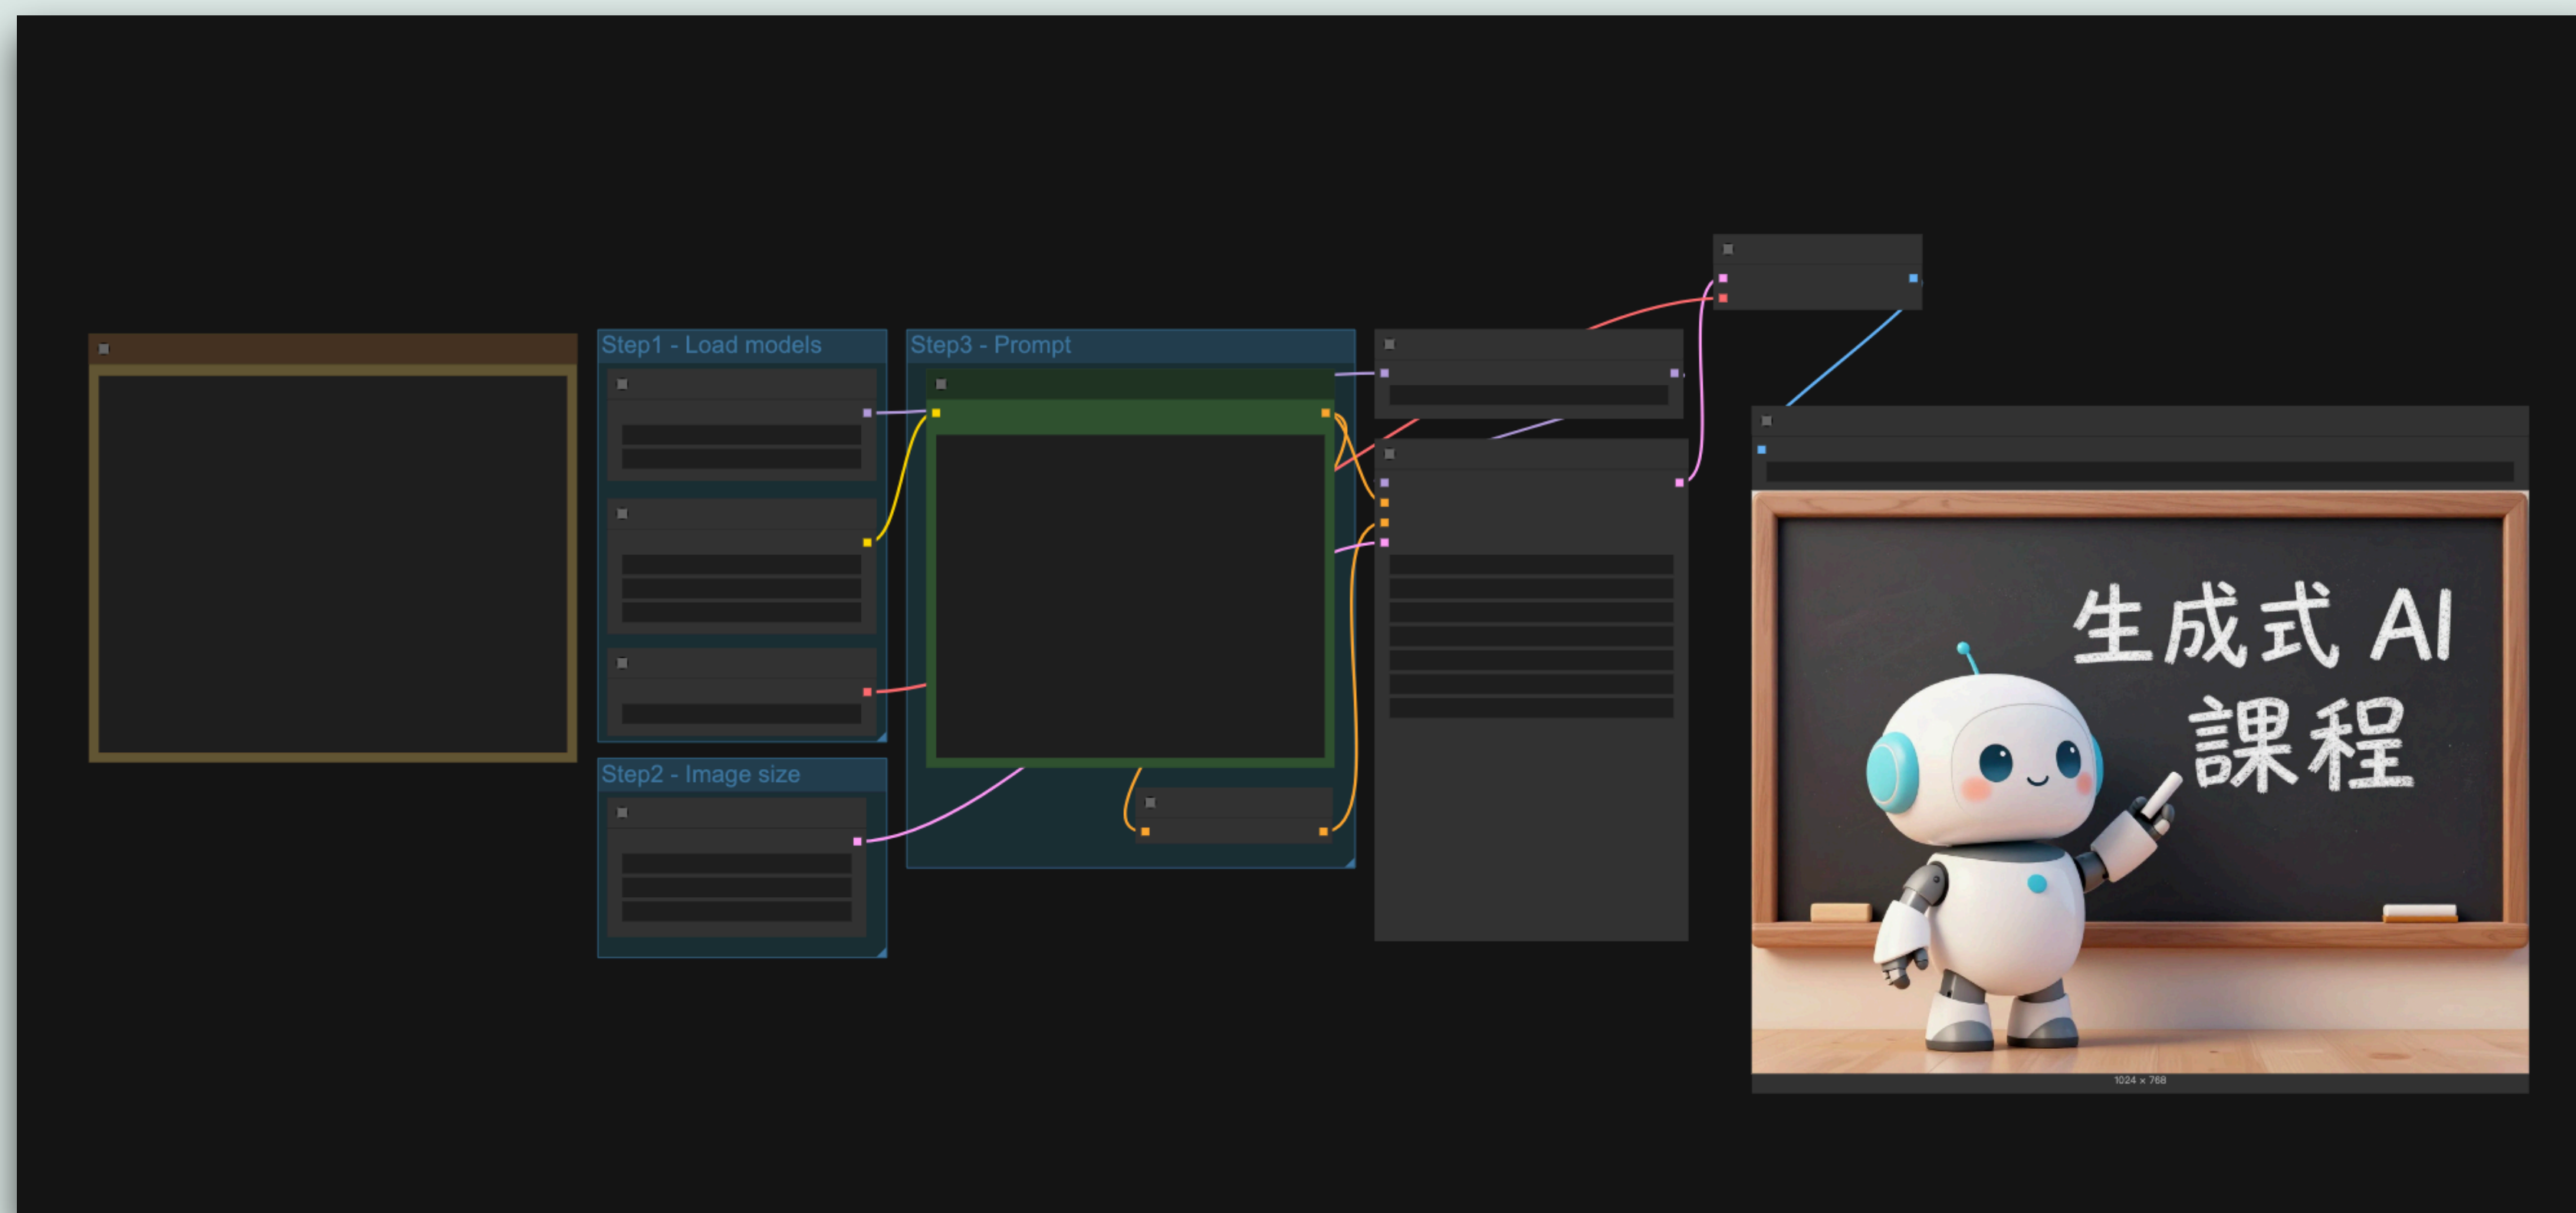 Step1 - Load models
Step2 - Image size
Step3 - Prompt
生成式 AI
課程
1024 × 768